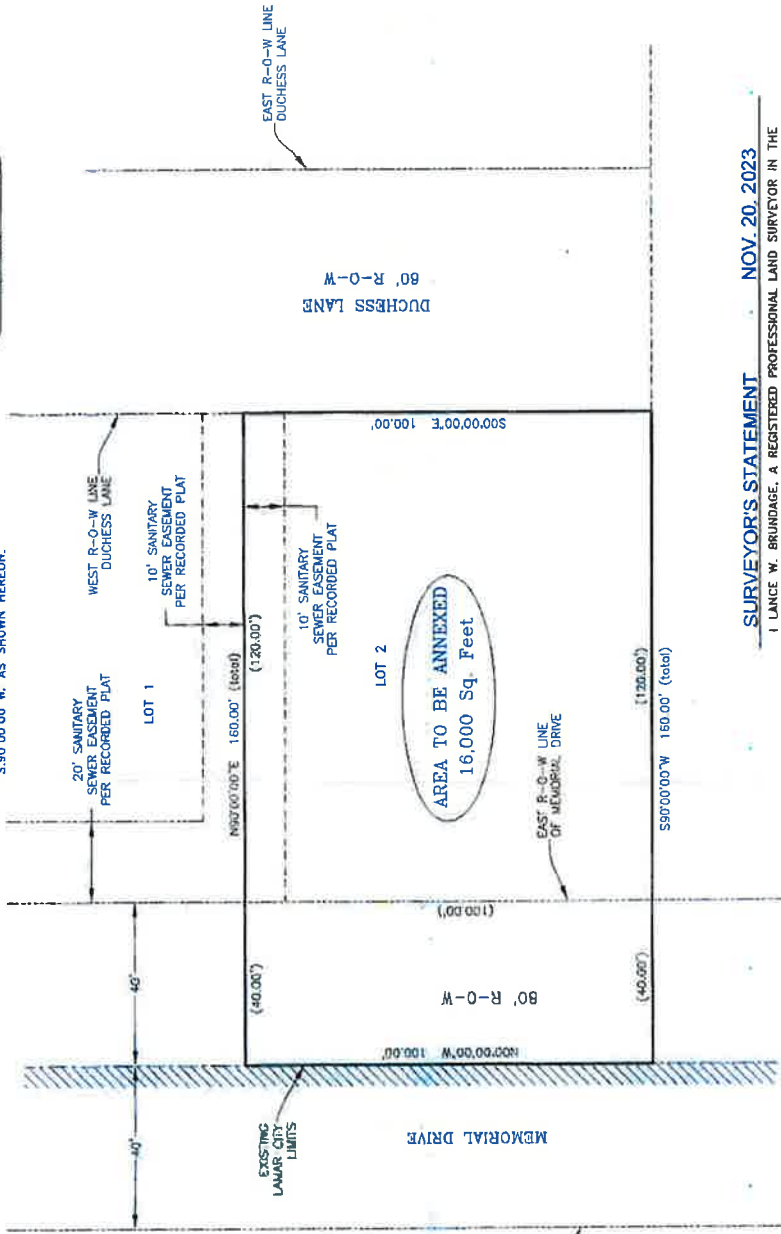 S.90°00'00"W. AS SHOWN HEREON.
20' SANITARY
SEWER EASEMENT
PER RECORDED PLAT
LOT 1
WEST R-O-W LINE
DUCHESS LANE
10' SANITARY
SEWER EASEMENT
PER RECORDED PLAT
EAST R-O-W LINE
DUCHESS LANE
40'
40'
(40.00')
N90°00'00"E 160.00' (total)
(120.00')
10' SANITARY
SEWER EASEMENT
PER RECORDED PLAT
LOT 2
AREA TO BE ANNEXED
16,000 Sq. Feet
EXISTING
LAMAR CITY
LIMITS
MEMORIAL DRIVE
N00°00'00"W 100.00'
80' R-O-W
(100.00')
EAST R-O-W LINE
OF MEMORIAL DRIVE
S00°00'00"E 100.00'
DUCHESS LANE
60' R-O-W
(40.00')
(120.00')
S90°00'00"W 160.00' (total)
SURVEYOR'S STATEMENT NOV. 20, 2023
I LANCE W. BRUNDAGE, A REGISTERED PROFESSIONAL LAND SURVEYOR IN THE